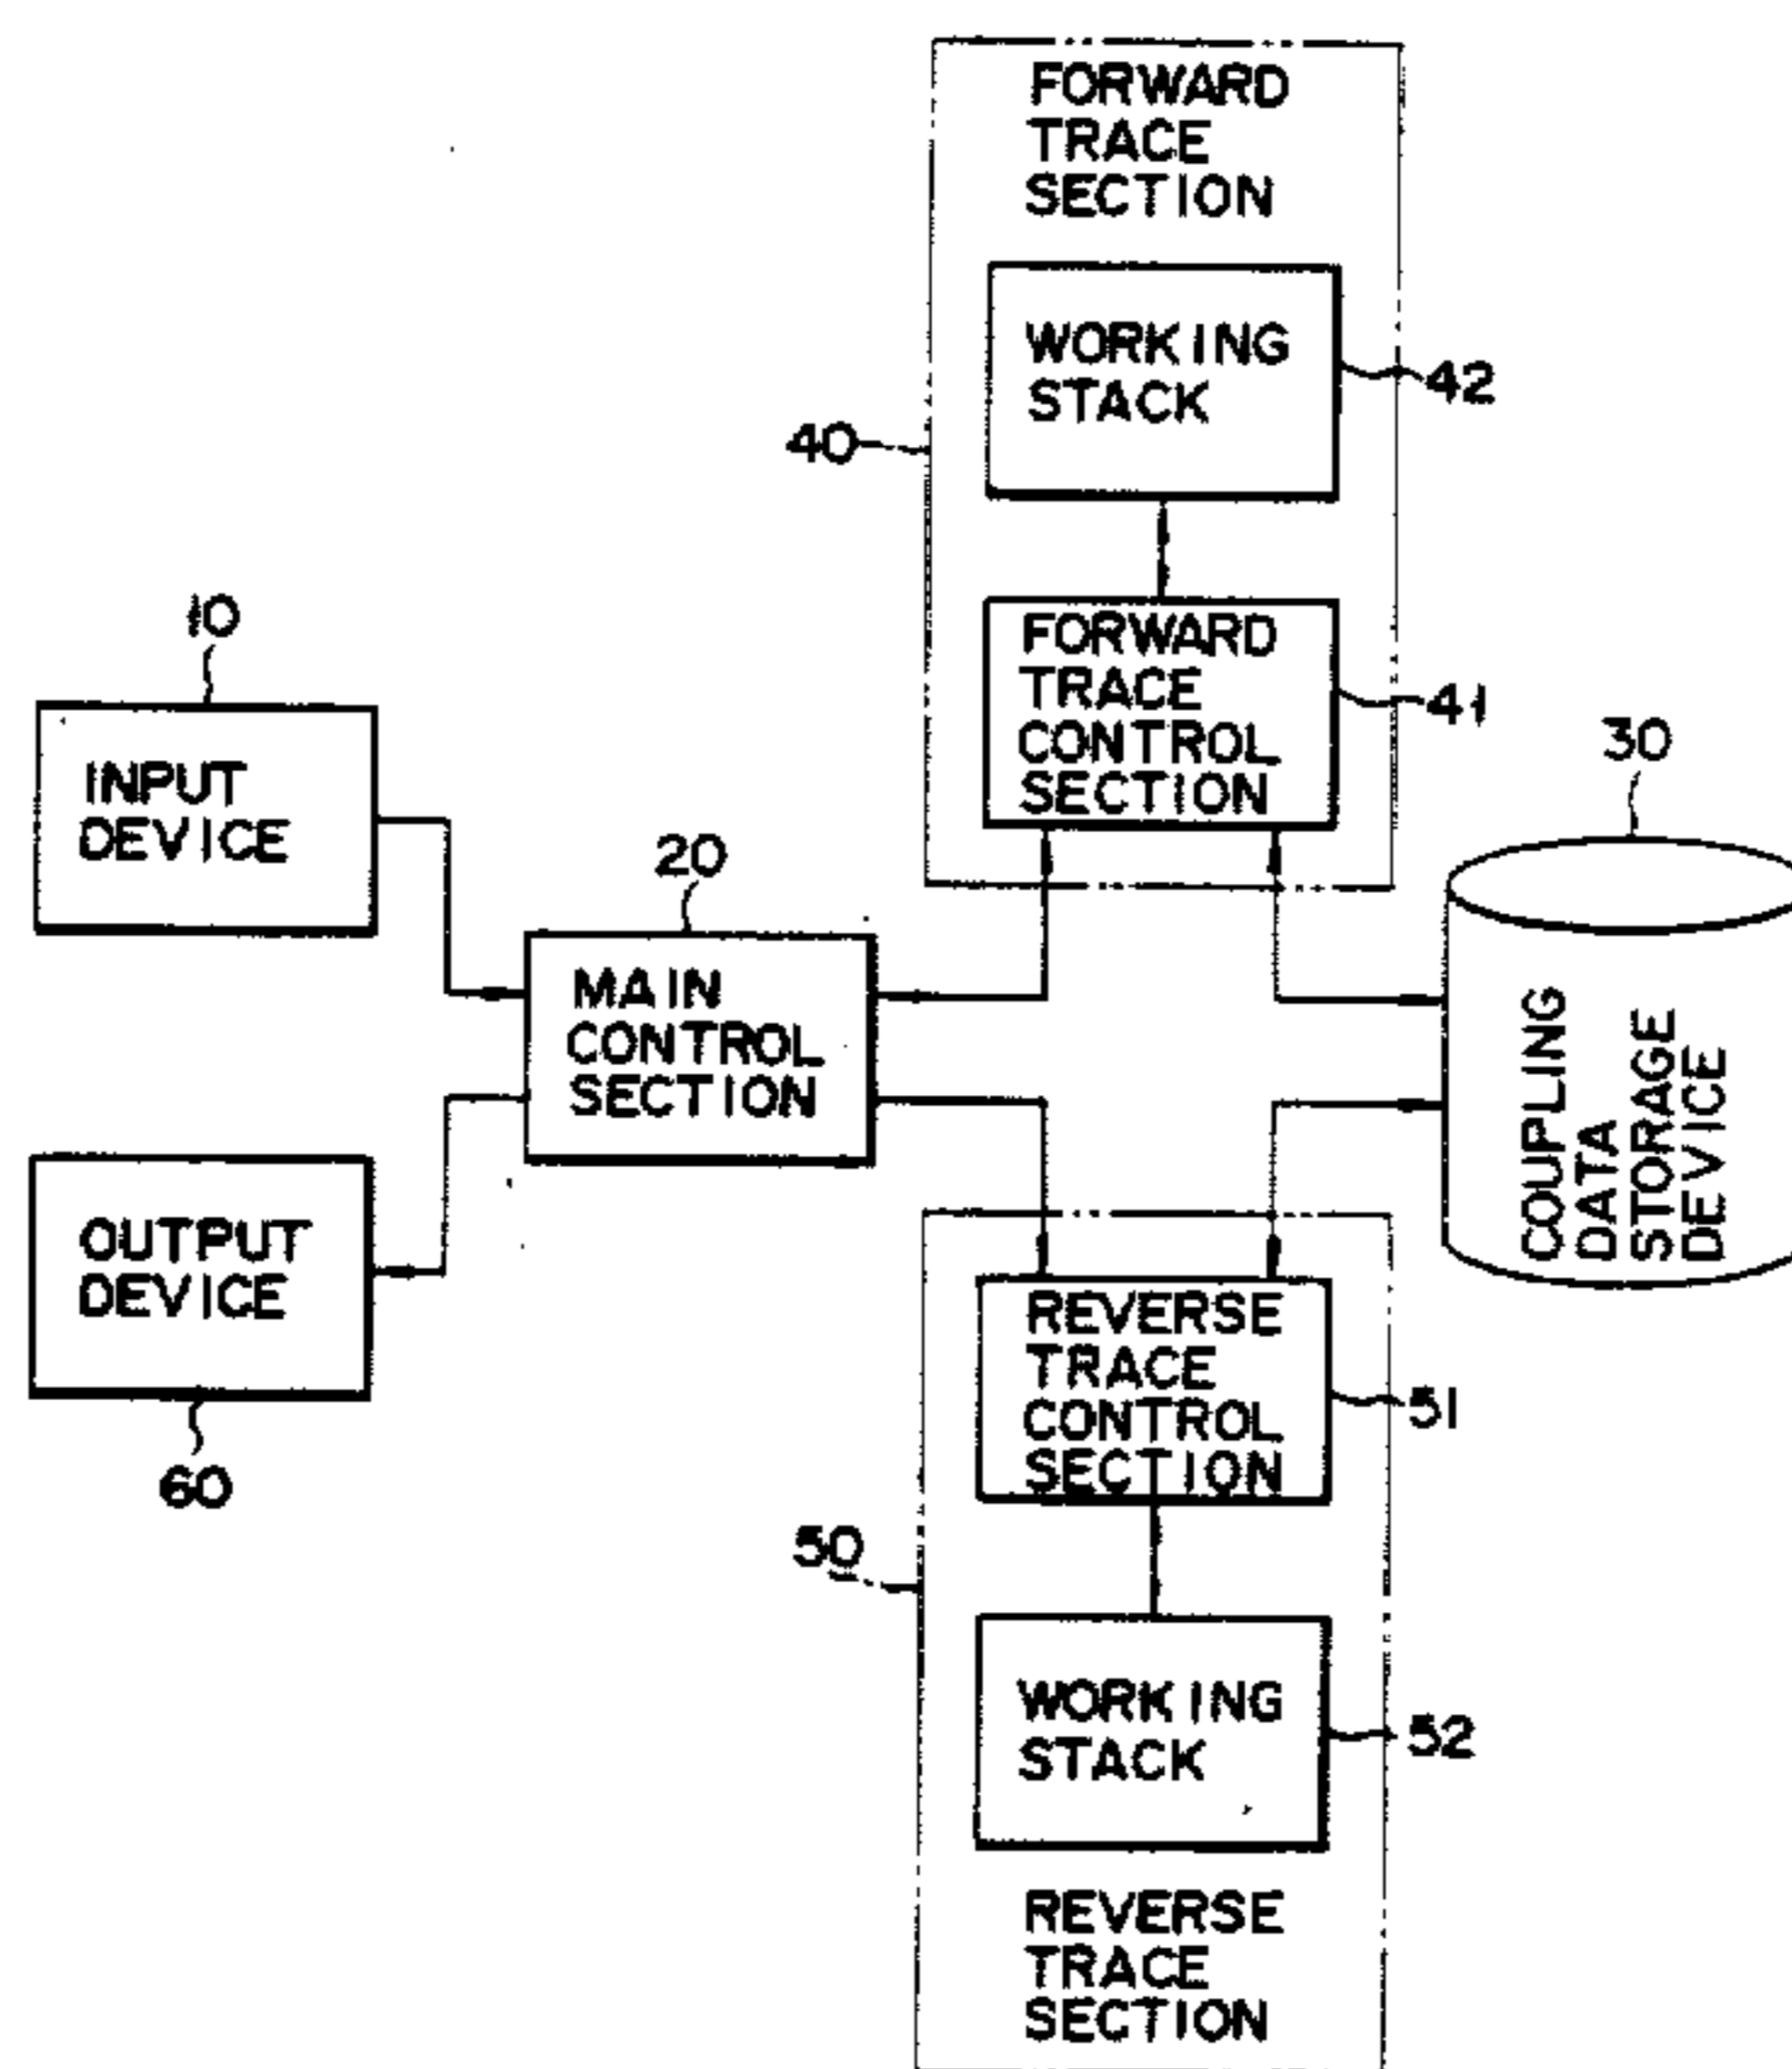 FORWARD
TRACE
SECTION
WORKING
STACK
42
40
FORWARD
TRACE
CONTROL
SECTION
41
10
INPUT
DEVICE
20
MAIN
CONTROL
SECTION
30
COUPLING
DATA
STORAGE
DEVICE
OUTPUT
DEVICE
60
REVERSE
TRACE
CONTROL
SECTION
51
50
WORKING
STACK
52
REVERSE
TRACE
SECTION